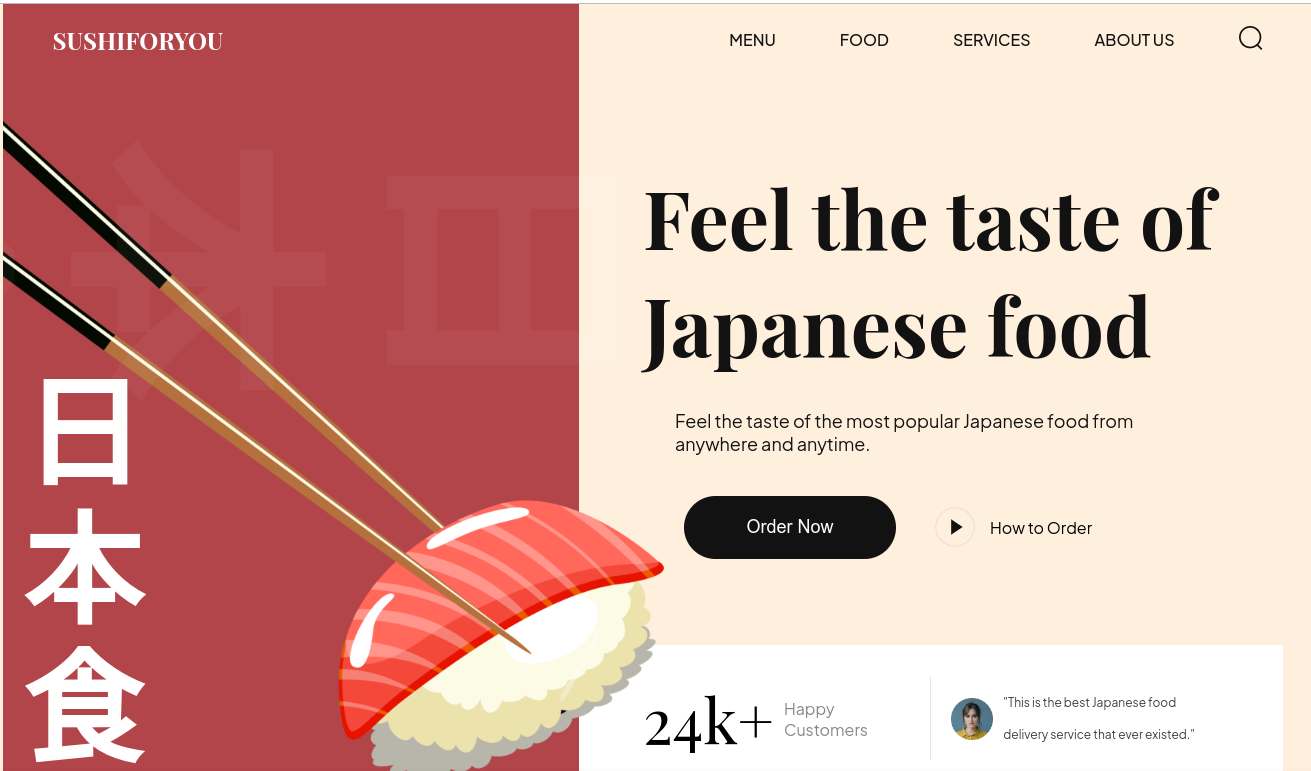 SUSHIFORYOU
MENU
FOOD
SERVICES
ABOUT US
Feel the taste of
Japanese food
Feel the taste of the most popular Japanese food from
anywhere and anytime.
Order Now
How to Order
日
本
食
24k+
Happy
Customers
"This is the best Japanese food
delivery service that ever existed."